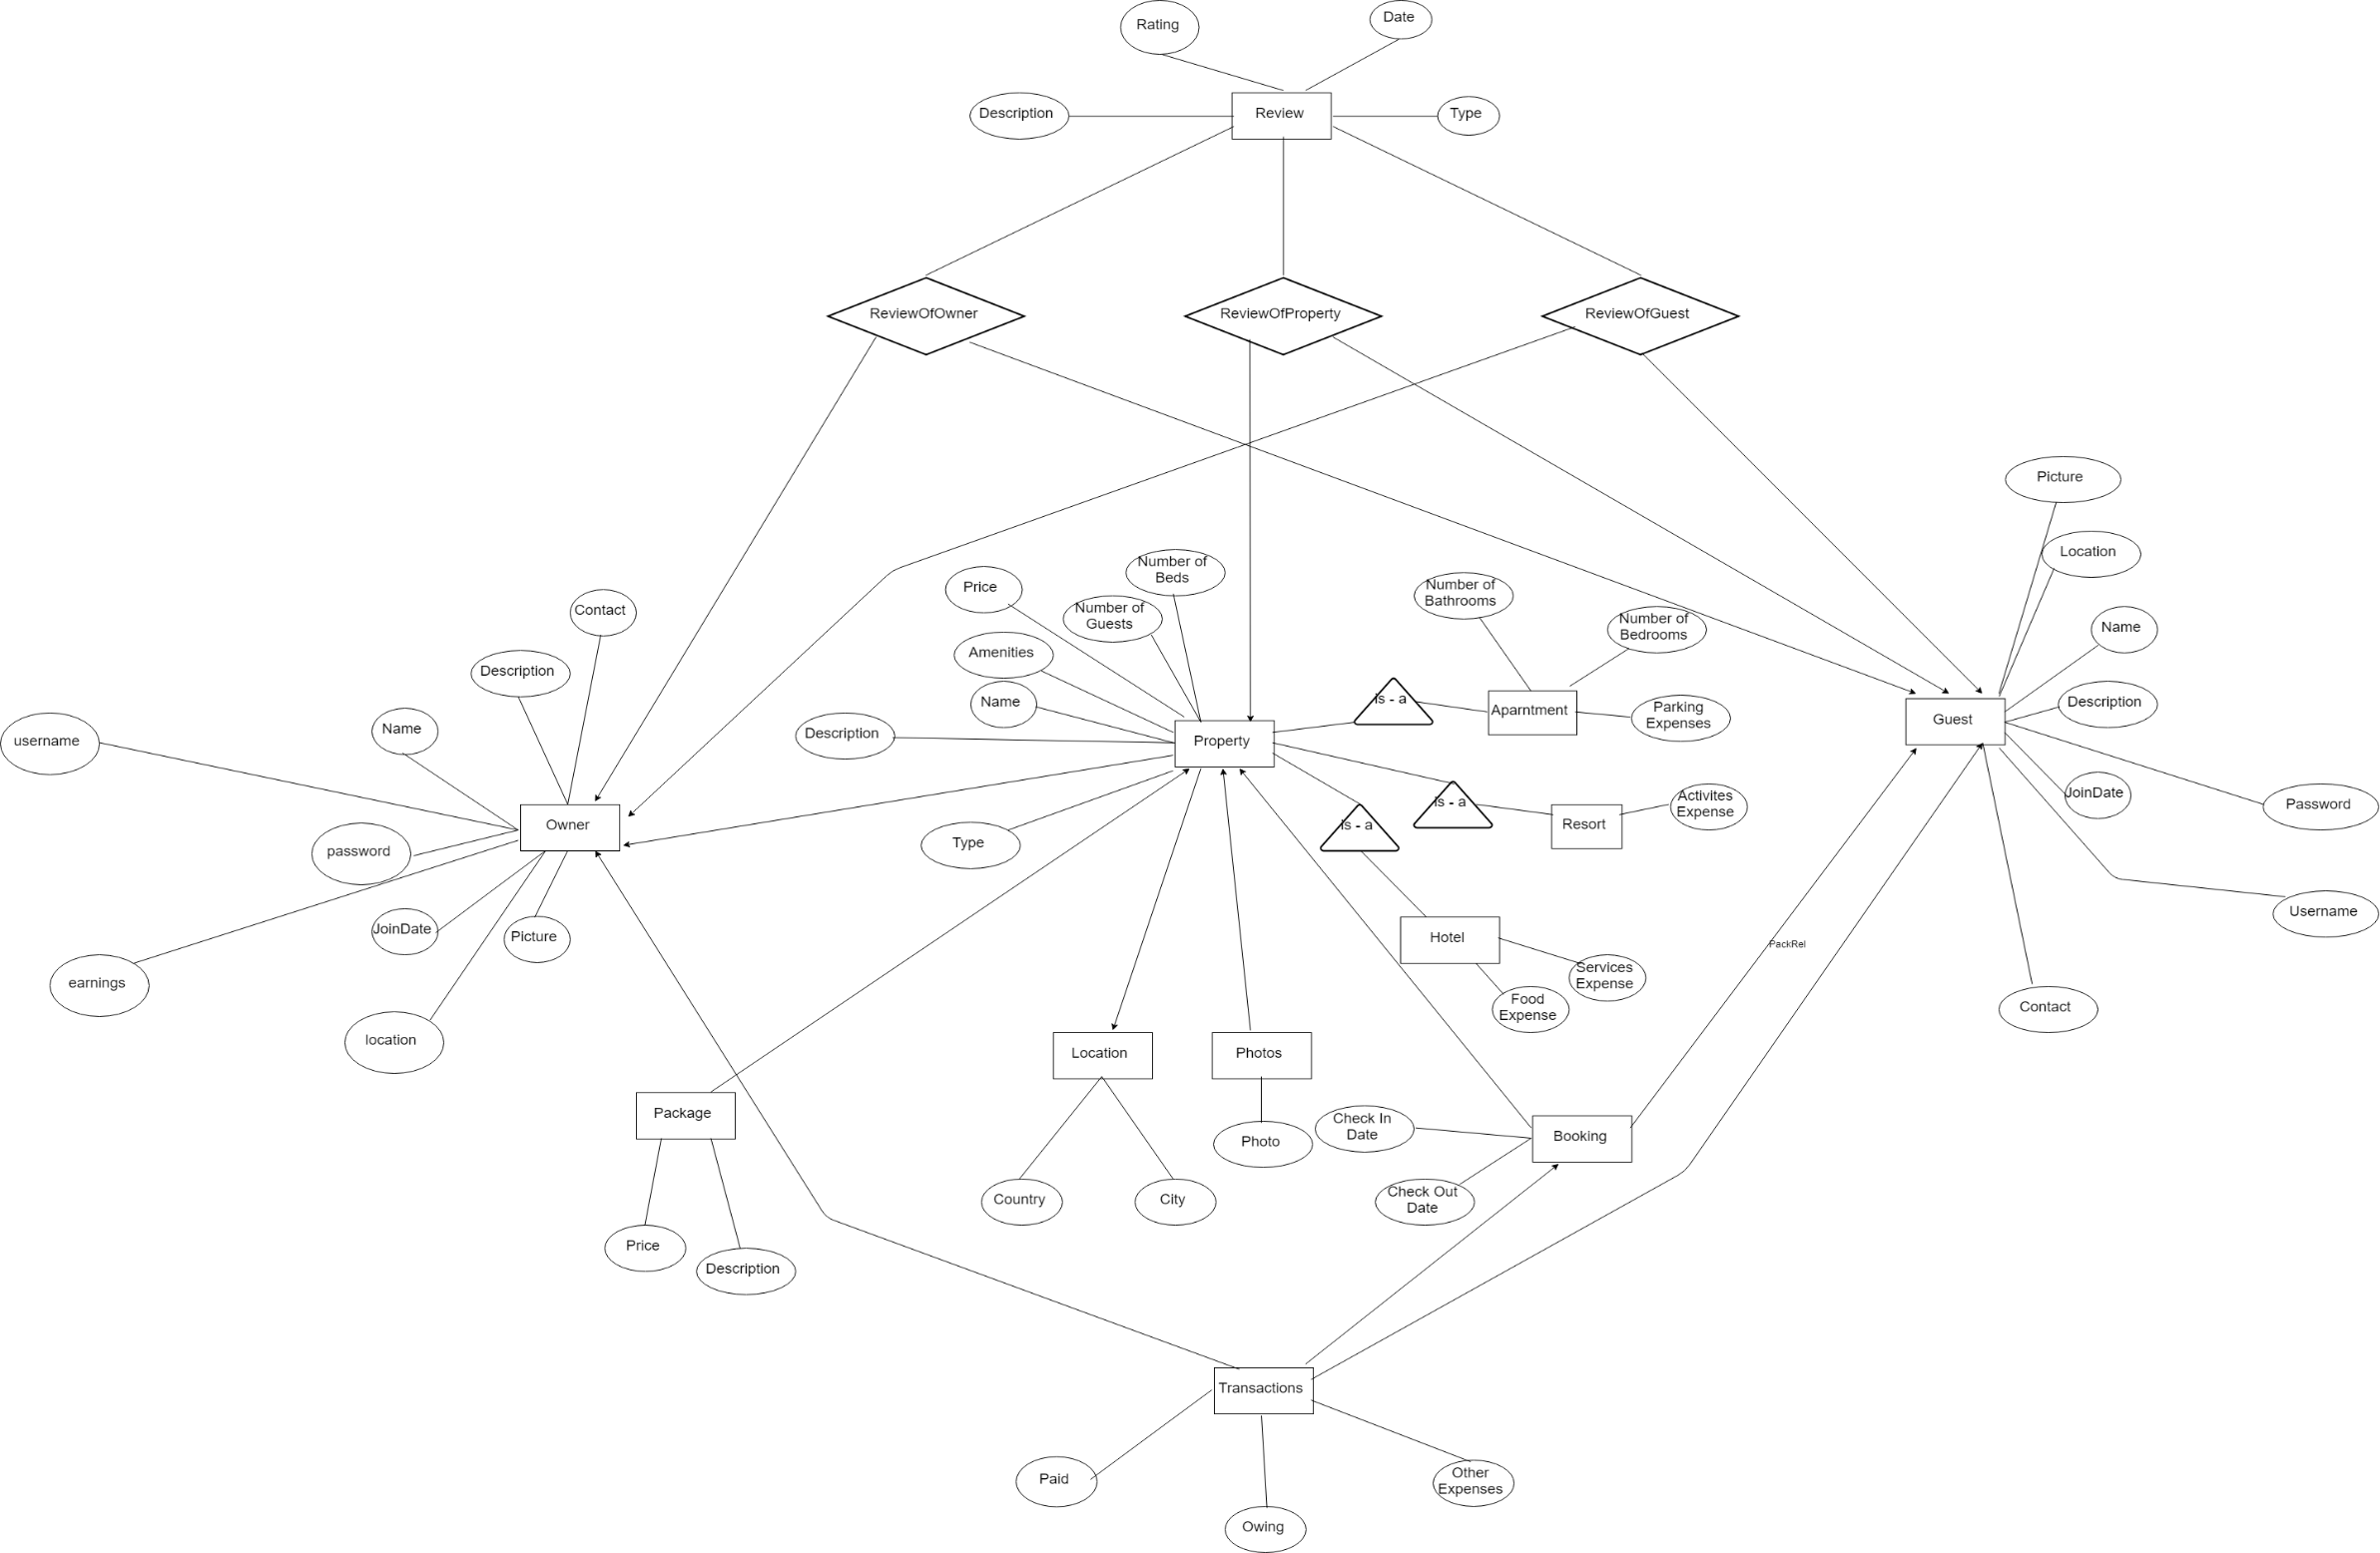 Rating
Date
Description
Review
Type
ReviewOfOwner
ReviewOfProperty
ReviewOfGuest
Picture
Location
Number of
Beds
Price
Number of
Guests
Number of
Bathrooms
Number of
Bedrooms
Contact
Name
Amenities
Description
Name
is - a
Aparntment
Parking
Expenses
Description
Guest
Name
username
Description
Property
JoinDate
Password
is - a
Activites
Expense
Owner
is - a
Resort
password
Type
Username
JoinDate
Picture
Hotel
PackRel
earnings
Services
Expense
Food
Expense
Contact
location
Location
Photos
Package
Check In
Date
Booking
Photo
Country
City
Check Out
Date
Price
Description
Transactions
Paid
Other
Expenses
Owing